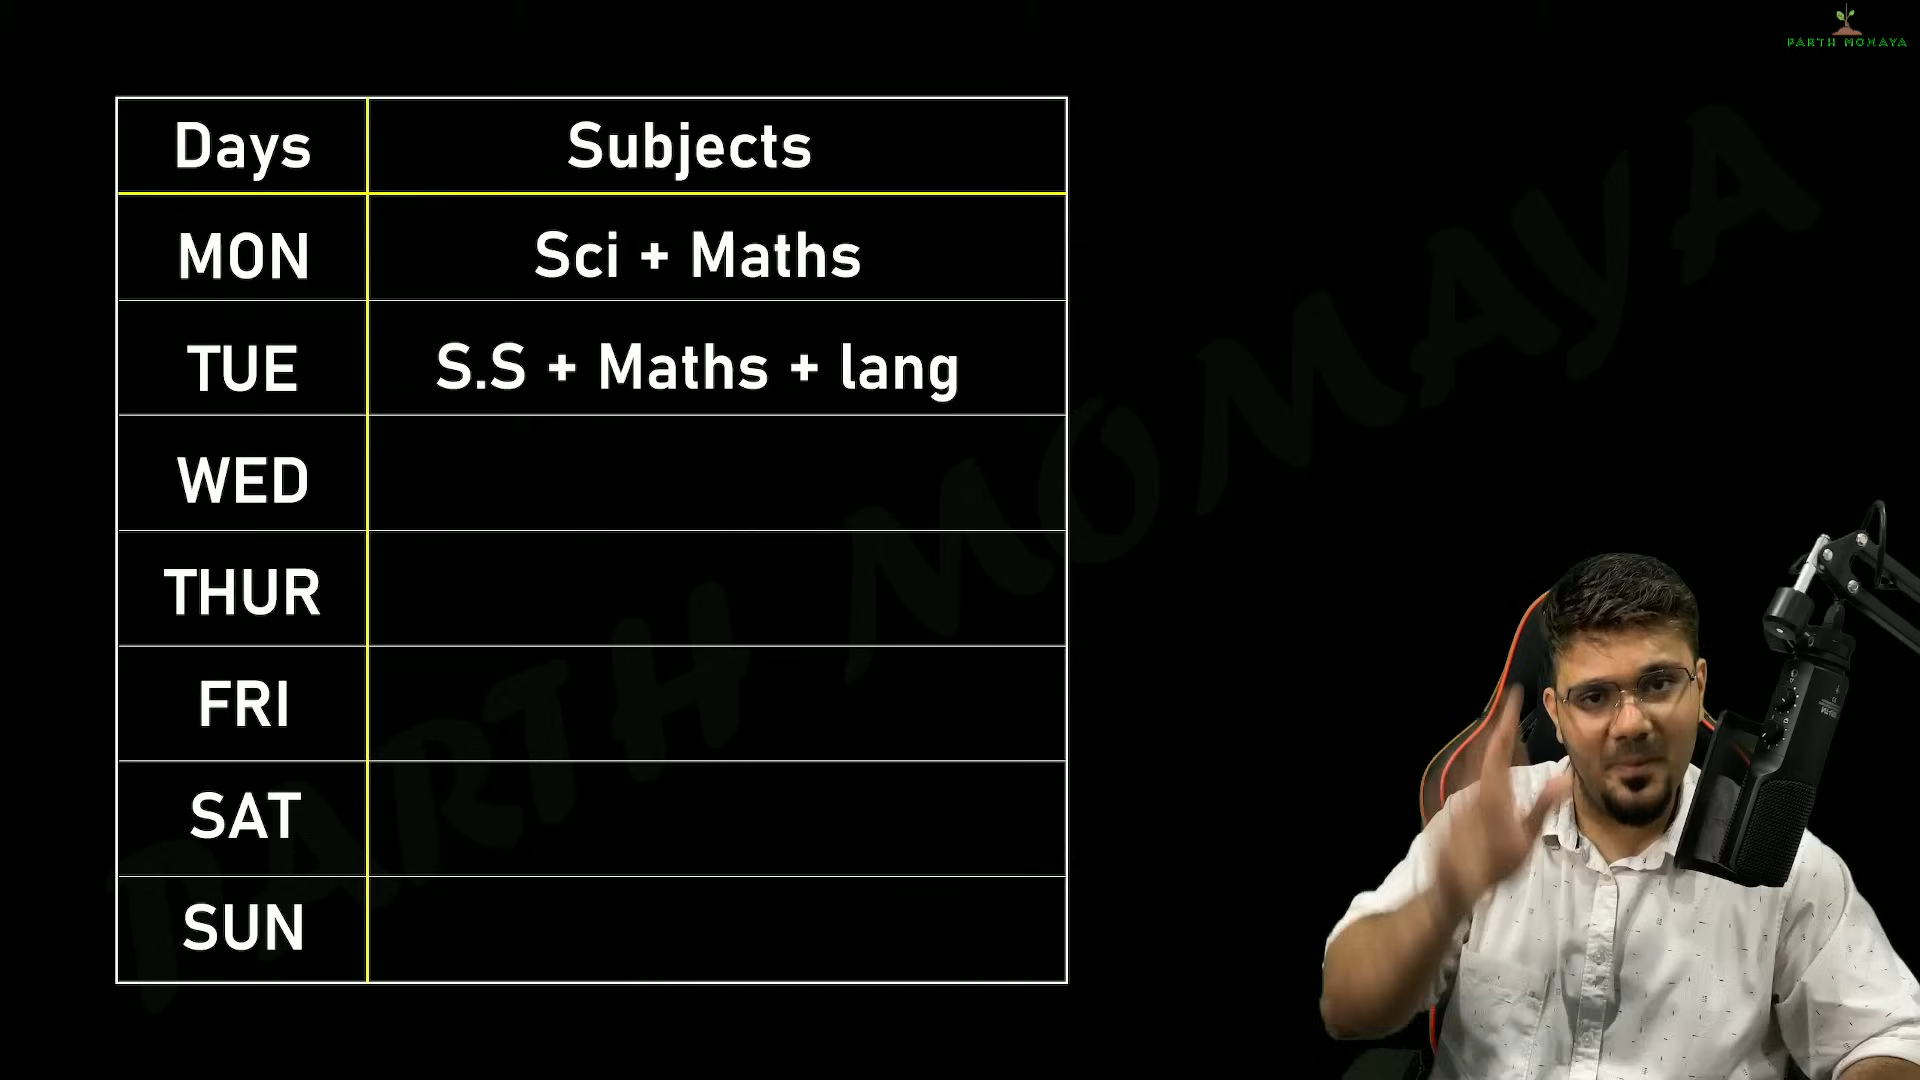 PARTH MOMAYA
Days Subjects
MON Sci + Maths
TUE S.S + Maths + lang
WED
THUR
FRI
SAT
SUN
PARTH MOMAYA